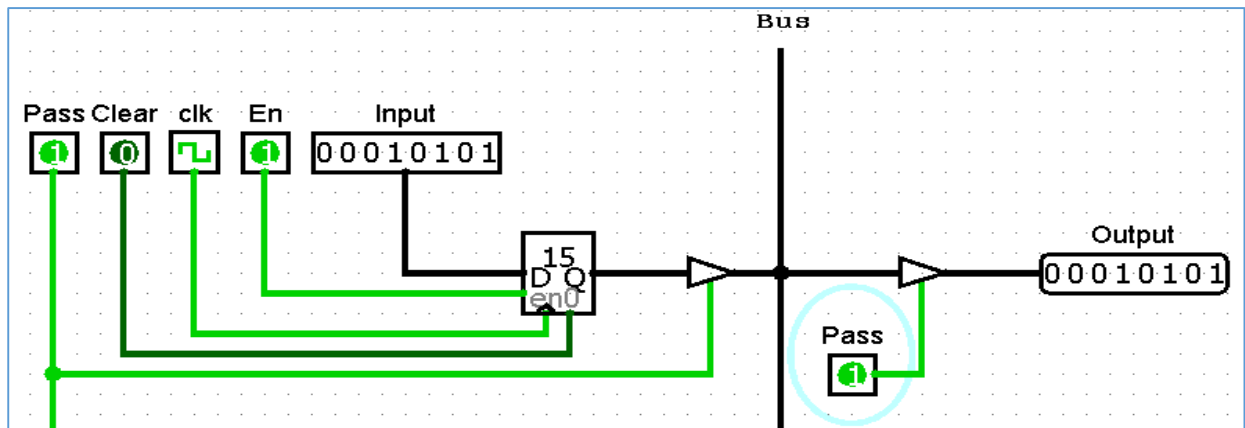 Bus
Pass Clear clk En Input
1 0 1 00010101
15
D Q
en0
Output
00010101
Pass
1